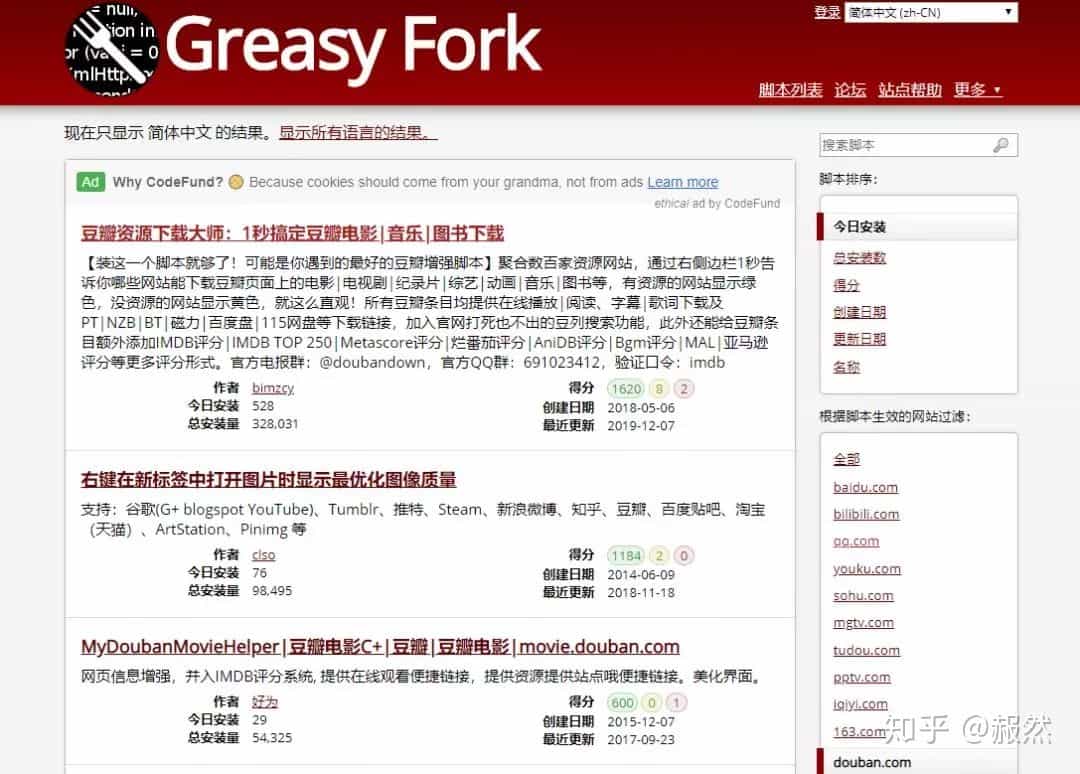 = null,
ction in
or (var i = 0
mlHttp
Greasy Fork
登录 简体中文 (zh-CN)
脚本列表 论坛 站点帮助 更多
现在只显示 简体中文 的结果。显示所有语言的结果。
Ad Why CodeFund? Because cookies should come from your grandma, not from ads Learn more
ethical ad by CodeFund
豆瓣资源下载大师：1秒搞定豆瓣电影|音乐|图书下载
【装这一个脚本就够了！可能是你遇到的最好的豆瓣增强脚本】聚合数百家资源网站，通过右侧边栏1秒告
诉你哪些网站能下载豆瓣页面上的电影|电视剧|纪录片|综艺|动画|音乐|图书等，有资源的网站显示绿
色，没资源的网站显示黄色，就这么直观！所有豆瓣条目均提供在线播放|阅读、字幕|歌词下载及
PT|NZB|BT|磁力|百度盘|115网盘等下载链接，加入官网打死也不出的豆列搜索功能，此外还能给豆瓣条
目额外添加IMDB评分|IMDB TOP 250|Metascore评分|烂番茄评分|AniDB评分|Bgm评分|MAL|亚马逊
评分等更多评分形式。官方电报群：@doubandown，官方QQ群：691023412，验证口令：imdb
作者 bimzcy
今日安装 528
总安装量 328,031
得分 1620 8 2
创建日期 2018-05-06
最近更新 2019-12-07
右键在新标签中打开图片时显示最优化图像质量
支持：谷歌(G+ blogspot YouTube)、Tumblr、推特、Steam、新浪微博、知乎、豆瓣、百度贴吧、淘宝
（天猫）、ArtStation、Pinimg 等
作者 clso
今日安装 76
总安装量 98,495
得分 1184 2 0
创建日期 2014-06-09
最近更新 2018-11-18
MyDoubanMovieHelper|豆瓣电影C+|豆瓣|豆瓣电影|movie.douban.com
网页信息增强，并入IMDB评分系统, 提供在线观看便捷链接，提供资源提供站点哦便捷链接。美化界面。
作者 好为
今日安装 29
总安装量 54,325
得分 600 0 1
创建日期 2015-12-07
最近更新 2017-09-23
搜索脚本
脚本排序：
今日安装
总安装数
得分
创建日期
更新日期
名称
根据脚本生效的网站过滤：
全部
baidu.com
bilibili.com
qq.com
youku.com
sohu.com
mgtv.com
tudou.com
pptv.com
iqiyi.com
163.com
douban.com
知乎 @赧然